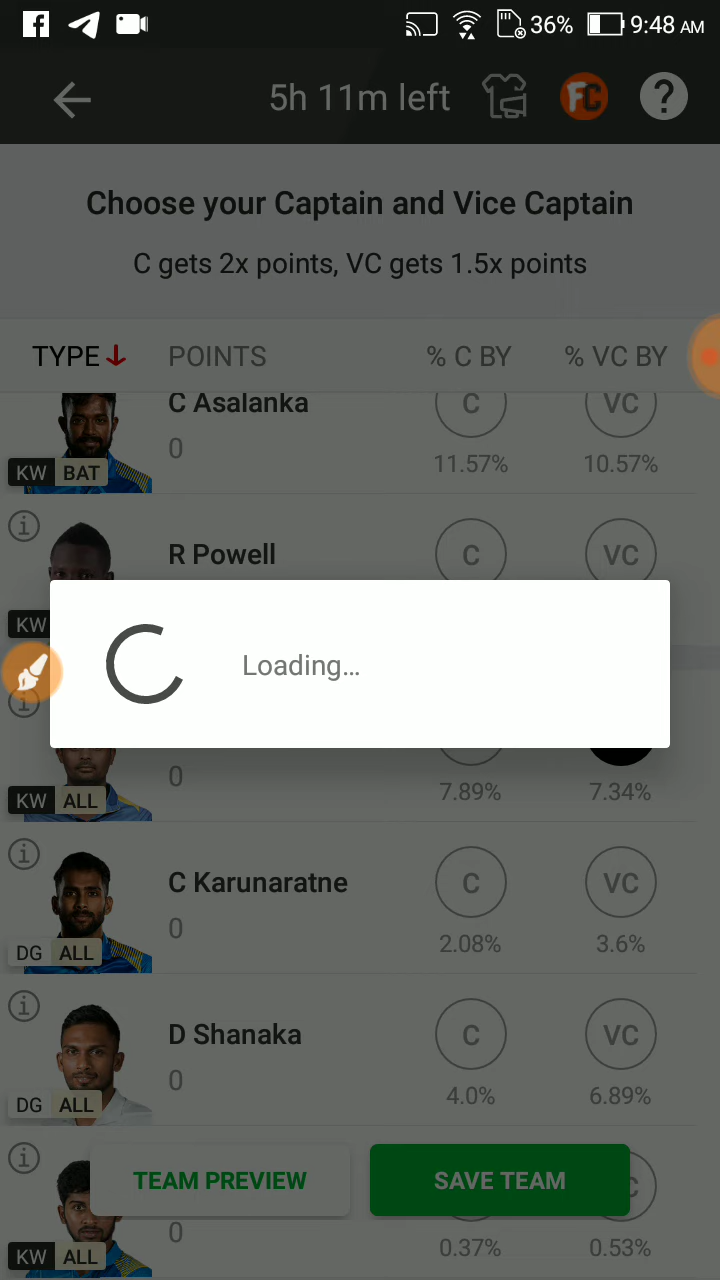 36% 9:48 AM
5h 11m left FC ?
Choose your Captain and Vice Captain
C gets 2x points, VC gets 1.5x points
TYPE POINTS % C BY % VC BY
C Asalanka C VC
0
KW BAT 11.57% 10.57%
R Powell C VC
KW
Loading...
0
KW ALL 7.89% 7.34%
C Karunaratne C VC
0
DG ALL 2.08% 3.6%
D Shanaka C VC
0
DG ALL 4.0% 6.89%
TEAM PREVIEW SAVE TEAM
0
KW ALL 0.37% 0.53%